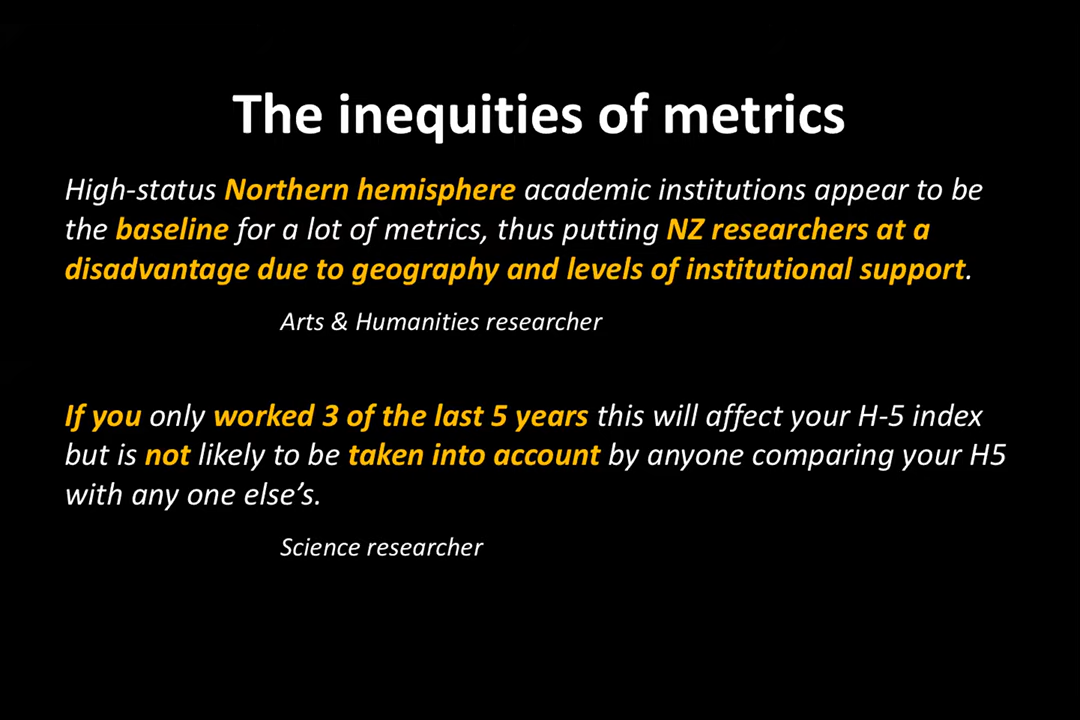 The inequities of metrics
High-status Northern hemisphere academic institutions appear to be
the baseline for a lot of metrics, thus putting NZ researchers at a
disadvantage due to geography and levels of institutional support.
Arts & Humanities researcher
If you only worked 3 of the last 5 years this will affect your H-5 index
but is not likely to be taken into account by anyone comparing your H5
with any one else’s.
Science researcher